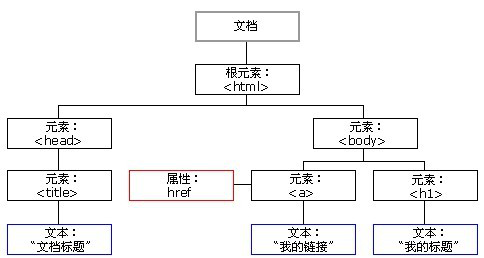 文档
根元素：
<html>
元素：
<head>
元素：
<body>
元素：
<title>
属性：
href
元素：
<a>
元素：
<h1>
文本：
“文档标题”
文本：
“我的链接”
文本：
“我的标题”